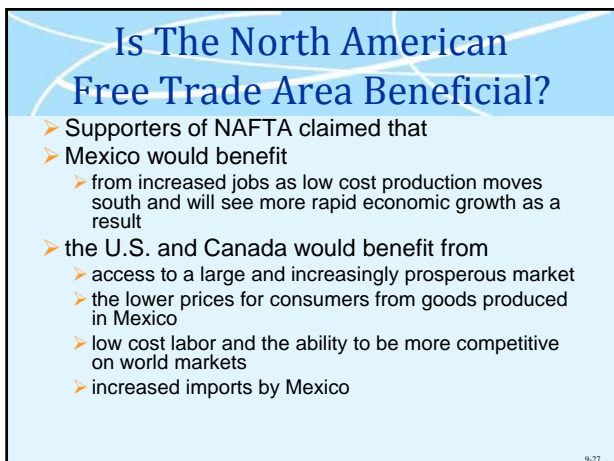 Is The North American
Free Trade Area Beneficial?
Supporters of NAFTA claimed that
Mexico would benefit
from increased jobs as low cost production moves
south and will see more rapid economic growth as a
result
the U.S. and Canada would benefit from
access to a large and increasingly prosperous market
the lower prices for consumers from goods produced
in Mexico
low cost labor and the ability to be more competitive
on world markets
increased imports by Mexico
9-27